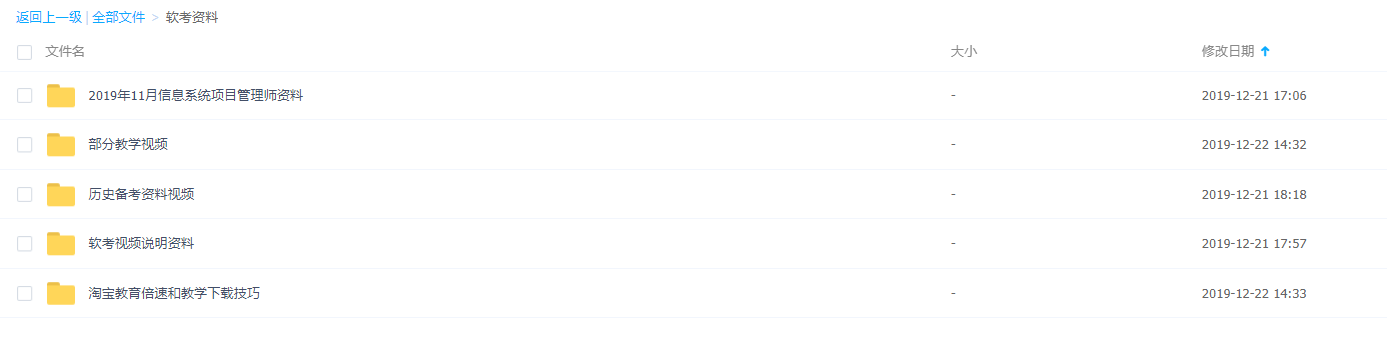 返回上一级 | 全部文件 > 软考资料
文件名 大小 修改日期
2019年11月信息系统项目管理师资料 - 2019-12-21 17:06
部分教学视频 - 2019-12-22 14:32
历史备考资料视频 - 2019-12-21 18:18
软考视频说明资料 - 2019-12-21 17:57
淘宝教育倍速和教学下载技巧 - 2019-12-22 14:33